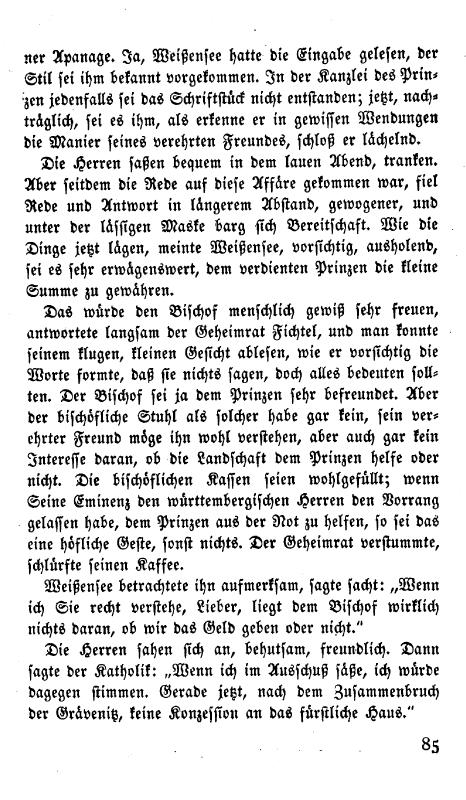 ner Apanage. Ja, Weißensee hatte die Eingabe gelesen, der
Stil sei ihm bekannt vorgekommen. In der Kanzlei des Prin-
zen jedenfalls sei das Schriftstück nicht entstanden; jetzt, nach-
träglich, sei es ihm, als erkenne er in gewissen Wendungen
die Manier seines verehrten Freundes, schloß er lächelnd.
Die Herren saßen bequem in dem lauen Abend, tranken.
Aber seitdem die Rede auf diese Affäre gekommen war, fiel
Rede und Antwort in längerem Abstand, gewogener, und
unter der lässigen Maske barg sich Bereitschaft. Wie die
Dinge jetzt lägen, meinte Weißensee, vorsichtig, ausholend,
sei es sehr erwägenswert, dem verdienten Prinzen die kleine
Summe zu gewähren.
Das würde den Bischof menschlich gewiß sehr freuen,
antwortete langsam der Geheimrat Fichtel, und man konnte
seinem klugen, kleinen Gesicht ablesen, wie er vorsichtig die
Worte formte, daß sie nichts sagen, doch alles bedeuten soll-
ten. Der Bischof sei ja dem Prinzen sehr befreundet. Aber
der bischöfliche Stuhl als solcher habe gar kein, sein ver-
ehrter Freund möge ihn wohl verstehen, aber auch gar kein
Interesse daran, ob die Landschaft dem Prinzen helfe oder
nicht. Die bischöflichen Kassen seien wohlgefüllt; wenn
Seine Eminenz den württembergischen Herren den Vorrang
gelassen habe, dem Prinzen aus der Not zu helfen, so sei das
eine höfliche Geste, sonst nichts. Der Geheimrat verstummte,
schlürfte seinen Kaffee.
Weißensee betrachtete ihn aufmerksam, sagte sacht: „Wenn
ich Sie recht verstehe, Lieber, liegt dem Bischof wirklich
nichts daran, ob wir das Geld geben oder nicht."
Die Herren sahen sich an, behutsam, freundlich. Dann
sagte der Katholik: „Wenn ich im Ausschuß säße, ich würde
dagegen stimmen. Gerade jetzt, nach dem Zusammenbruch
der Grävenitz, keine Konzession an das fürstliche Haus."
85